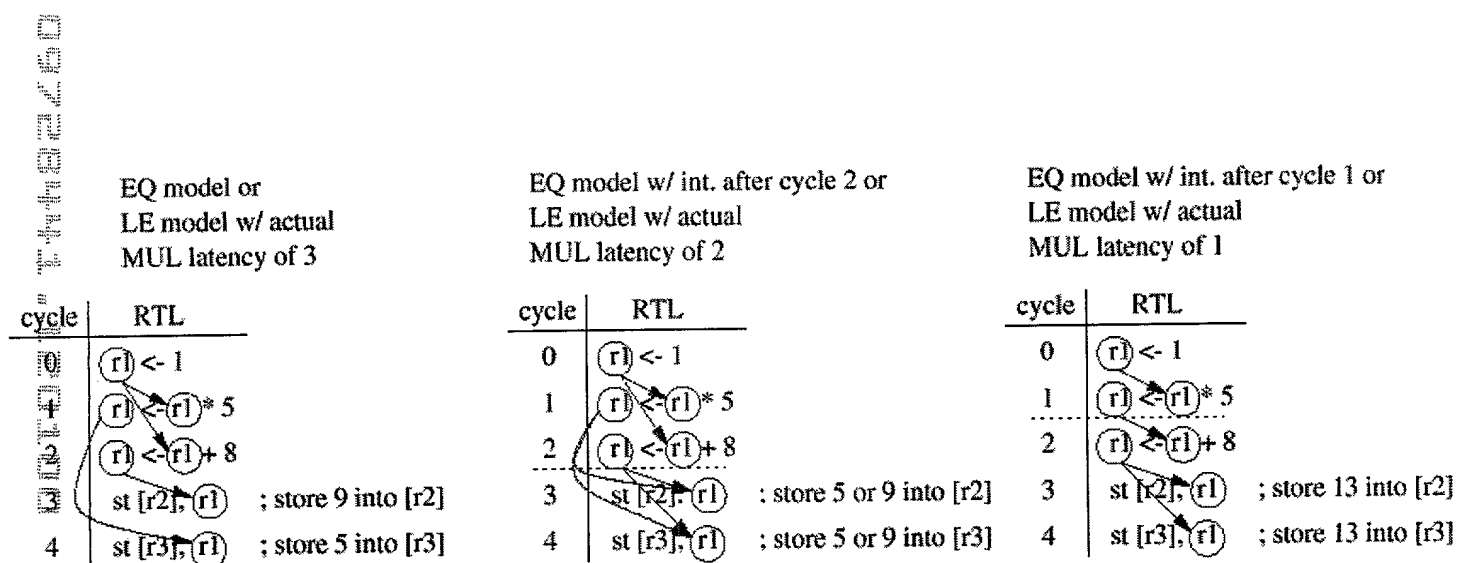 EQ model or
LE model w/ actual
MUL latency of 3
cycle RTL
0 r1 <- 1
1 r1 <- r1 * 5
2 r1 <- r1 + 8
3 st [r2], r1 ; store 9 into [r2]
4 st [r3], r1 ; store 5 into [r3]
EQ model w/ int. after cycle 2 or
LE model w/ actual
MUL latency of 2
cycle RTL
0 r1 <- 1
1 r1 <- r1 * 5
2 r1 <- r1 + 8
3 st [r2], r1 ; store 5 or 9 into [r2]
4 st [r3], r1 ; store 5 or 9 into [r3]
EQ model w/ int. after cycle 1 or
LE model w/ actual
MUL latency of 1
cycle RTL
0 r1 <- 1
1 r1 <- r1 * 5
2 r1 <- r1 + 8
3 st [r2], r1 ; store 13 into [r2]
4 st [r3], r1 ; store 13 into [r3]